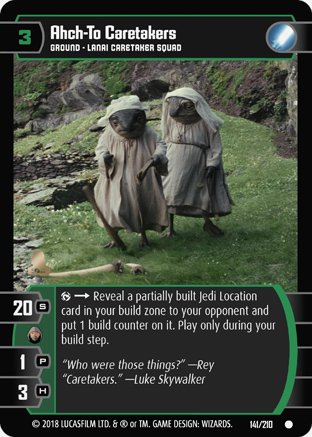 3 Ahch-To Caretakers
GROUND - LANAI CARETAKER SQUAD
20 S
1 P
3 H
→ Reveal a partially built Jedi Location
card in your build zone to your opponent and
put 1 build counter on it. Play only during your
build step.
"Who were those things?" —Rey
"Caretakers." —Luke Skywalker
© 2018 LUCASFILM LTD. & ® or TM. GAME DESIGN: WIZARDS. 141/210